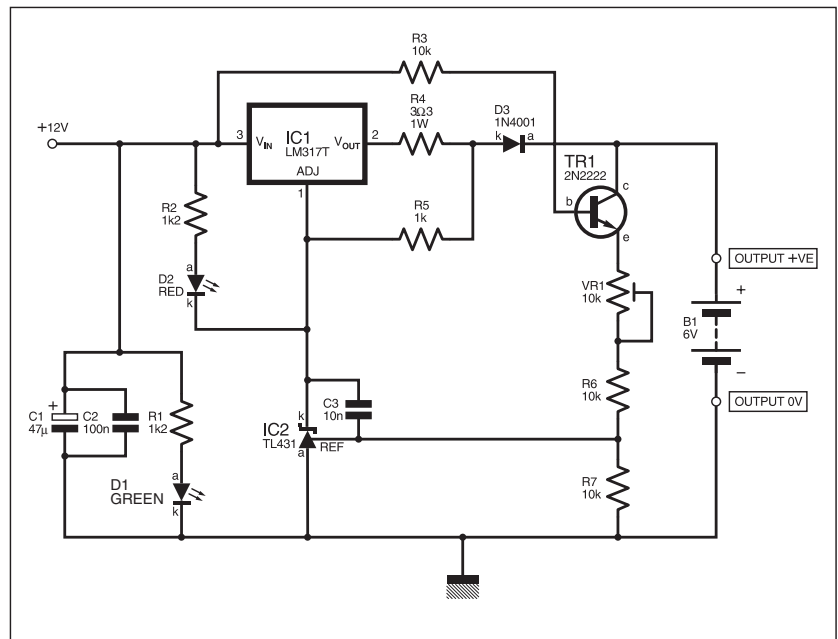 R3
10k
R4
3Ω3
1W
D3
1N4001
k
a
+12V
3
VIN
IC1
LM317T
VOUT
2
ADJ
1
TR1
2N2222
c
b
e
R2
1k2
R5
1k
a
D2
RED
k
VR1
10k
OUTPUT +VE
+
B1
6V
–
OUTPUT 0V
C1
47µ
+
C2
100n
R1
1k2
C3
10n
R6
10k
k
IC2
TL431
a
REF
a
D1
GREEN
k
R7
10k